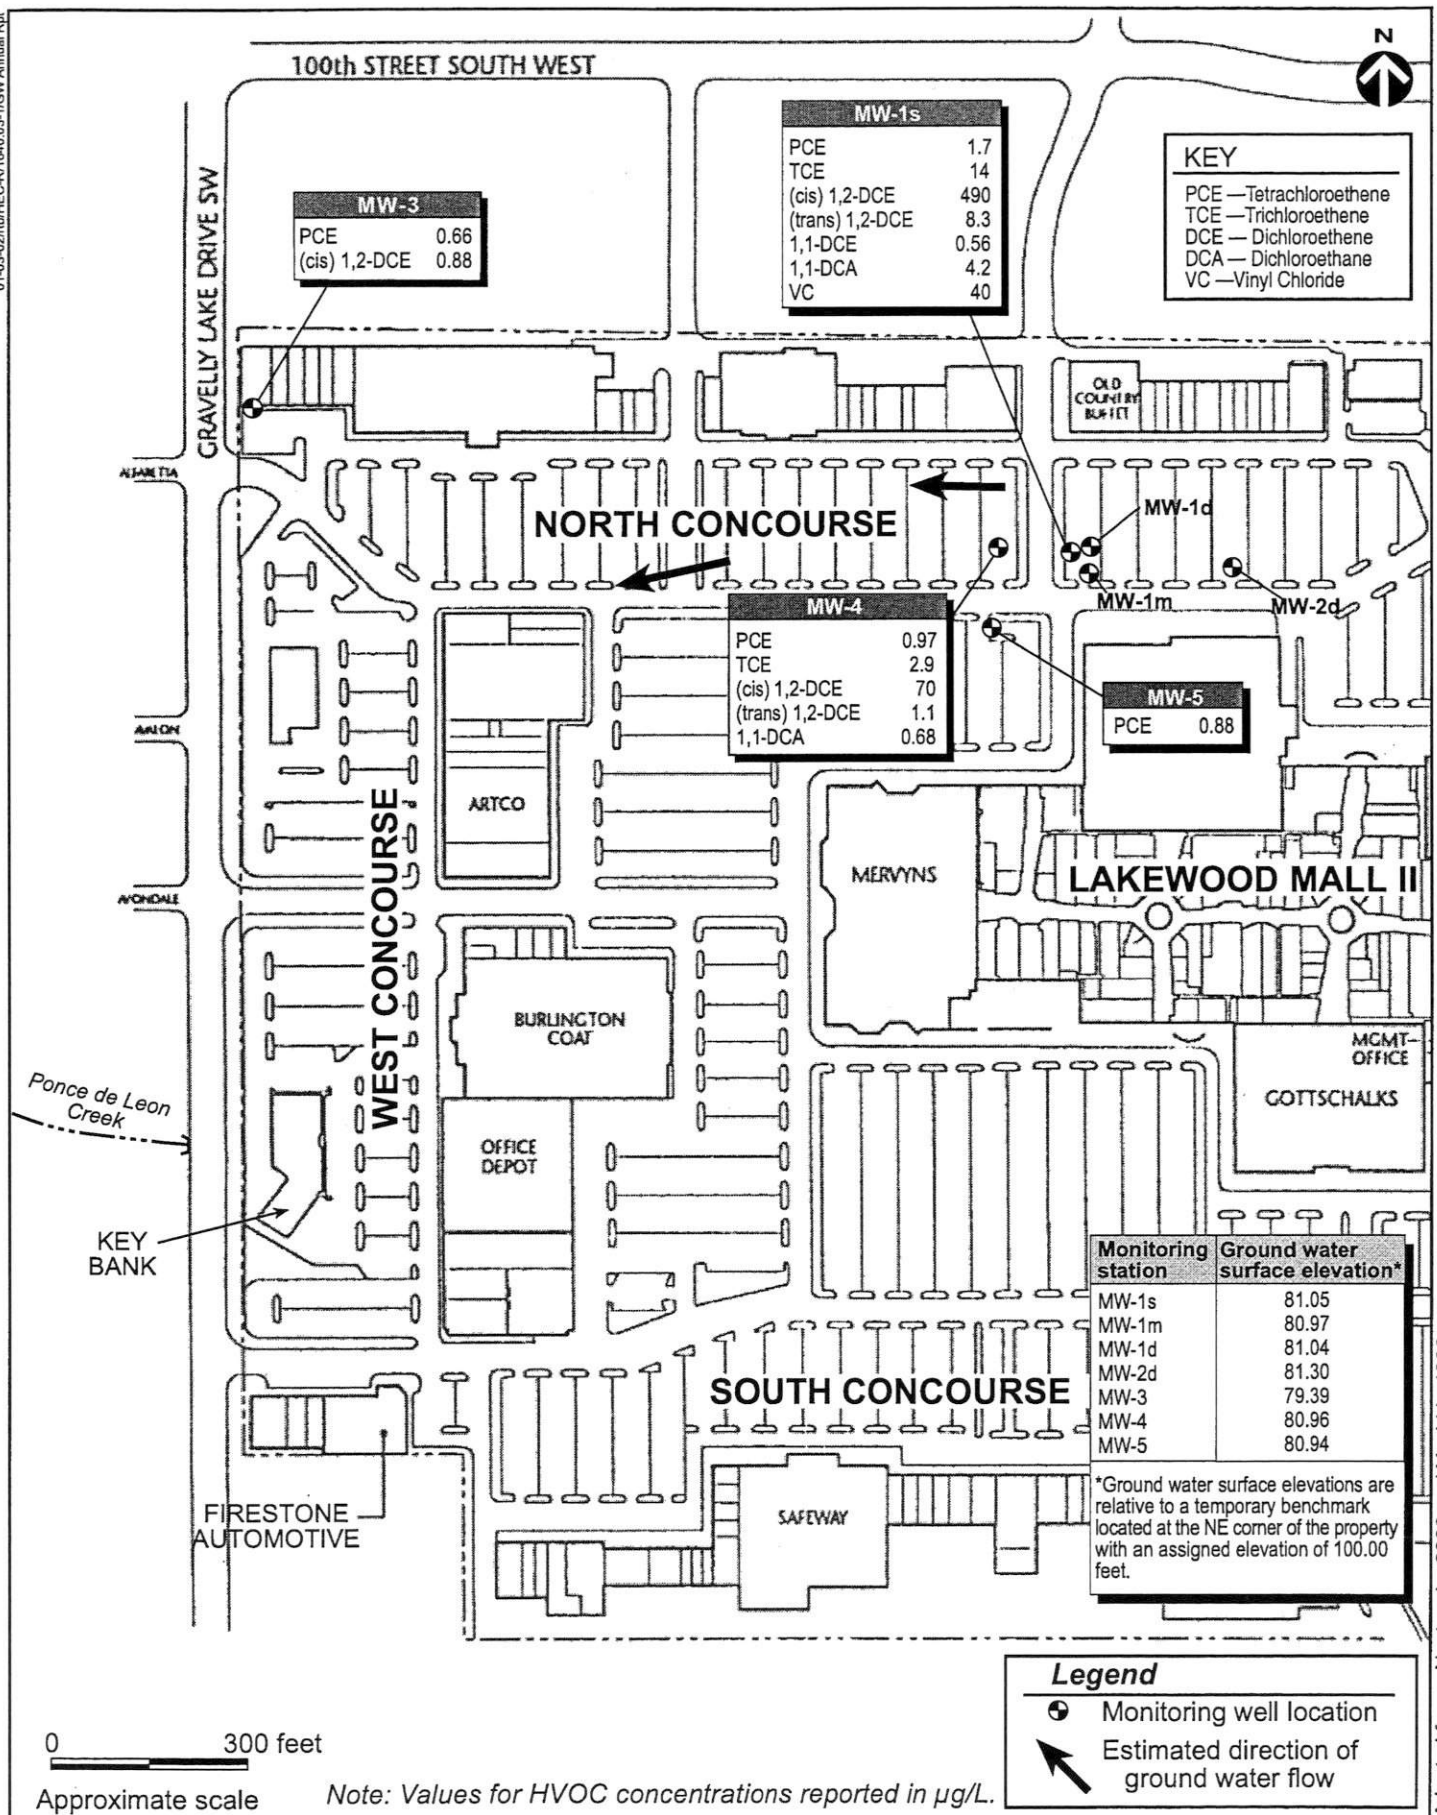 100th STREET SOUTH WEST
N
GRAVELLY LAKE DRIVE SW
MW-3
PCE 0.66
(cis) 1,2-DCE 0.88
MW-1s
PCE 1.7
TCE 14
(cis) 1,2-DCE 490
(trans) 1,2-DCE 8.3
1,1-DCE 0.56
1,1-DCA 4.2
VC 40
KEY
PCE —Tetrachloroethene
TCE —Trichloroethene
DCE — Dichloroethene
DCA — Dichloroethane
VC —Vinyl Chloride
OLD
COUNTRY
BUFFET
NORTH CONCOURSE
MW-1d
MW-1m
MW-2d
MW-4
PCE 0.97
TCE 2.9
(cis) 1,2-DCE 70
(trans) 1,2-DCE 1.1
1,1-DCA 0.68
MW-5
PCE 0.88
AVALON
ARTCO
WEST CONCOURSE
MERVYNS
LAKEWOOD MALL II
AVONDALE
BURLINGTON
COAT
MGMT
OFFICE
GOTTSCHALKS
Ponce de Leon
Creek
OFFICE
DEPOT
KEY
BANK
Monitoring station Ground water surface elevation*
MW-1s 81.05
MW-1m 80.97
MW-1d 81.04
MW-2d 81.30
MW-3 79.39
MW-4 80.96
MW-5 80.94
*Ground water surface elevations are
relative to a temporary benchmark
located at the NE corner of the property
with an assigned elevation of 100.00
feet.
SOUTH CONCOURSE
FIRESTONE
AUTOMOTIVE
SAFEWAY
Legend
Monitoring well location
Estimated direction of
ground water flow
0 300 feet
Approximate scale
Note: Values for HVOC concentrations reported in µg/L.